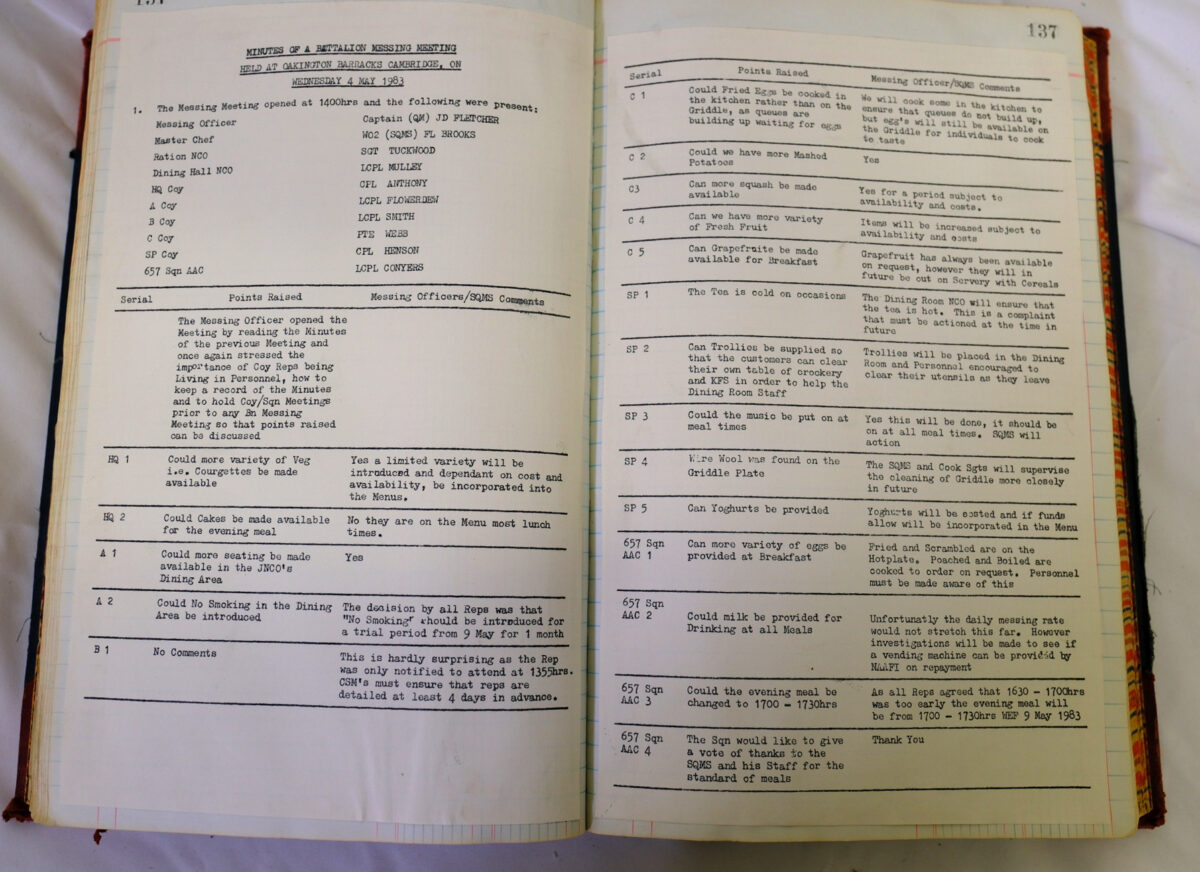 137
MINUTES OF A BATTALION MESSING MEETING
HELD AT OAKINGTON BARRACKS CAMBRIDGE, ON
WEDNESDAY 4 MAY 1983
1. The Messing Meeting opened at 1400hrs and the following were present:
Messing Officer Captain (QM) JD FLETCHER
Master Chef WO2 (SQMS) FL BROOKS
Ration NCO SGT TUCKWOOD
Dining Hall NCO LCPL MULLEY
HQ Coy CPL ANTHONY
A Coy LCPL FLOWERDEW
B Coy LCPL SMITH
C Coy PTE WEBB
SP Coy CPL HENSON
657 Sqn AAC LCPL CONYERS
Serial Points Raised Messing Officers/SQMS Comments
The Messing Officer opened the
Meeting by reading the Minutes
of the previous Meeting and
once again stressed the
importance of Coy Reps being
Living in Personnel, how to
keep a record of the Minutes
and to hold Coy/Sqn Meetings
prior to any Bn Messing
Meeting so that points raised
can be discussed
HQ 1 Could more variety of Veg Yes a limited variety will be
i.e. Courgettes be made introduced and dependant on cost and
available availability, be incorporated into
the Menus.
HQ 2 Could Cakes be made available No they are on the Menu most lunch
for the evening meal times.
A 1 Could more seating be made Yes
available in the JNCO's
Dining Area
A 2 Could No Smoking in the Dining The decision by all Reps was that
Area be introduced "No Smoking" should be introduced for
a trial period from 9 May for 1 month
B 1 No Comments This is hardly surprising as the Rep
was only notified to attend at 1355hrs.
CSM's must ensure that reps are
detailed at least 4 days in advance.
137
Serial Points Raised Messing Officer/SQMS Comments
C 1 Could Fried Eggs be cooked in We will cook some in the kitchen to
the kitchen rather than on the ensure that queues do not build up,
Griddle, as queues are but egg's will still be available on
building up waiting for eggs the Griddle for individuals to cook
to taste
C 2 Could we have more Mashed Yes
Potatoes
C3 Can more squash be made Yes for a period subject to
available availability and costs.
C 4 Can we have more variety Items will be increased subject to
of Fresh Fruit availability and costs
C 5 Can Grapefruite be made Grapefruit has always been available
available for Breakfast on request, however they will in
future be out on Servery with Cereals
SP 1 The Tea is cold on occasions The Dining Room NCO will ensure that
the tea is hot. This is a complaint
that must be actioned at the time in
future
SP 2 Can Trollies be supplied so Trollies will be placed in the Dining
that the customers can clear Room and Personnel encouraged to
their own table of crockery clear their utensils as they leave
and KFS in order to help the
Dining Room Staff
SP 3 Could the music be put on at Yes this will be done, it should be
meal times on at all meal times. SQMS will
action
SP 4 Wire Wool was found on the The SQMS and Cook Sgts will supervise
Griddle Plate the cleaning of Griddle more closely
in future
SP 5 Can Yoghurts be provided Yoghurts will be costed and if funds
allow will be incorporated in the Menu
657 Sqn Can more variety of eggs be Fried and Scrambled are on the
AAC 1 provided at Breakfast Hotplate. Poached and Boiled are
cooked to order on request. Personnel
must be made aware of this
657 Sqn
AAC 2 Could milk be provided for Unfortunatly the daily messing rate
Drinking at all Meals would not stretch this far. However
investigations will be made to see if
a vending machine can be provided by
NAAFI on repayment
657 Sqn Could the evening meal be As all Reps agreed that 1630 - 1700hrs
AAC 3 changed to 1700 - 1730hrs was too early the evening meal will
be from 1700 - 1730hrs WEF 9 May 1983
657 Sqn The Sqn would like to give Thank You
AAC 4 a vote of thanks to the
SQMS and his Staff for the
standard of meals